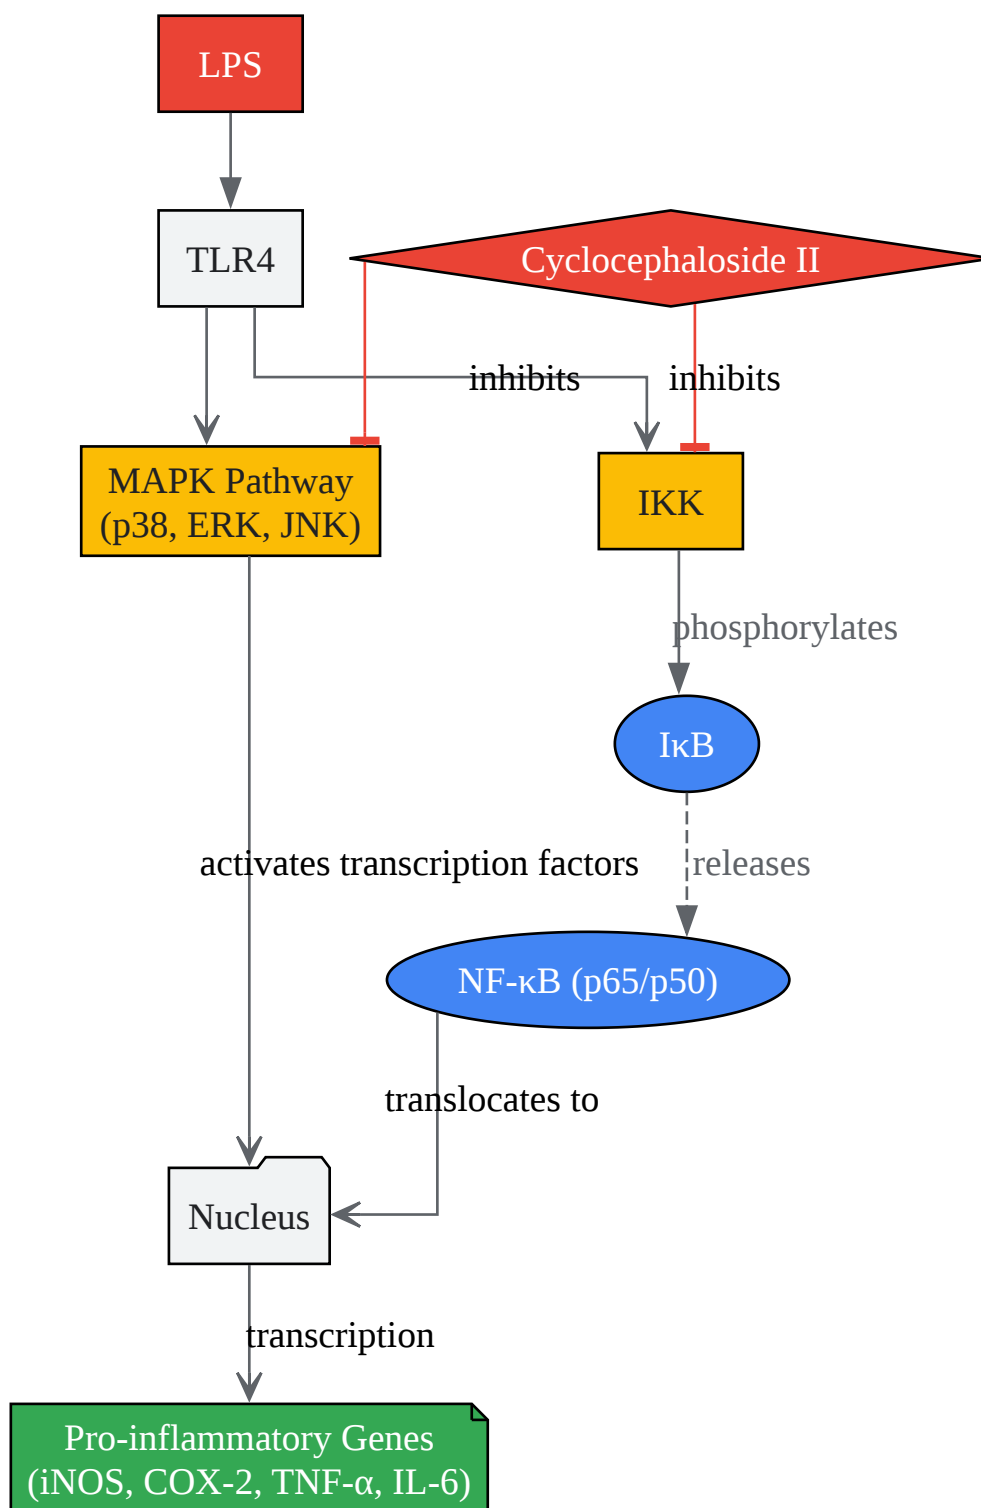 LPS
TLR4
Cyclocephaloside II
inhibits
inhibits
MAPK Pathway
(p38, ERK, JNK)
IKK
phosphorylates
IκB
activates transcription factors
releases
NF-κB (p65/p50)
translocates to
Nucleus
transcription
Pro-inflammatory Genes
(iNOS, COX-2, TNF-α, IL-6)